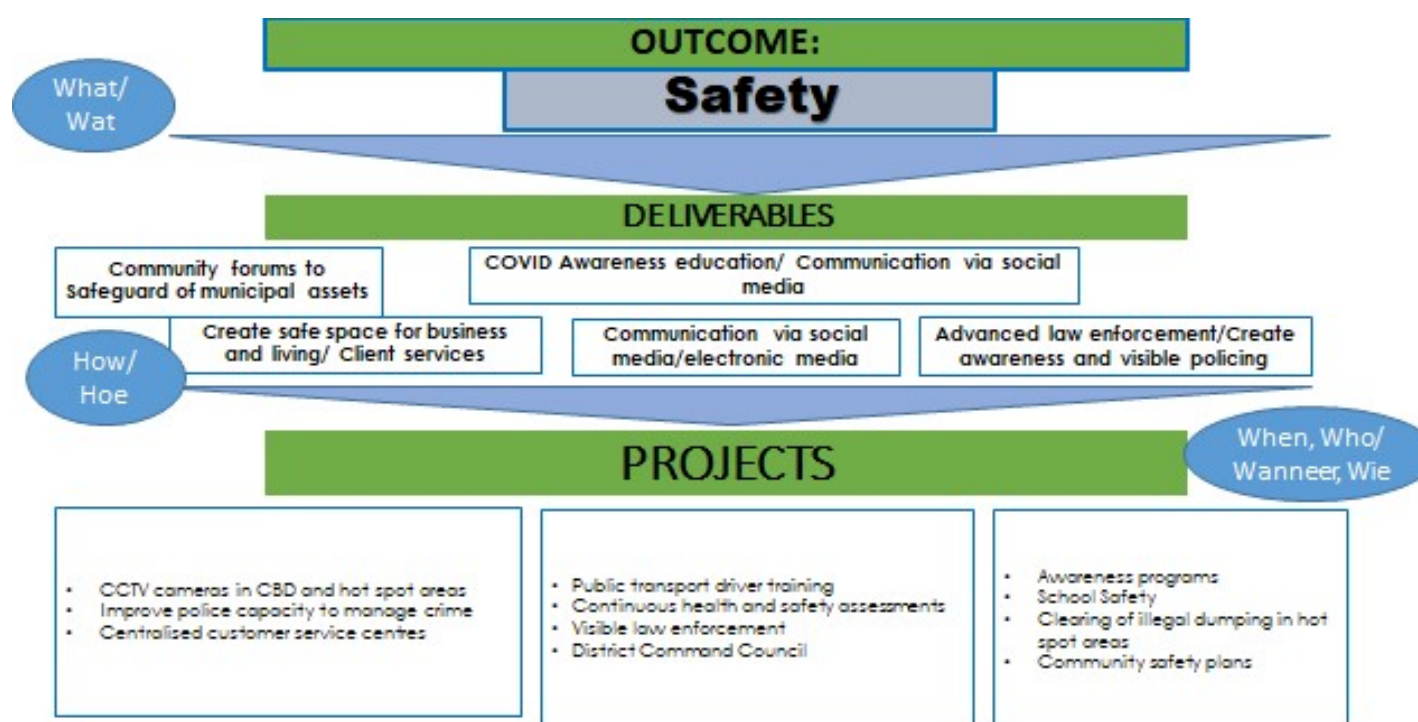 OUTCOME:
Safety
What/
Wat
DELIVERABLES
Community forums to
Safeguard of municipal assets
COVID Awareness education/ Communication via social
media
Create safe space for business
and living/ Client services
Communication via social
media/electronic media
Advanced law enforcement/Create
awareness and visible policing
How/
Hoe
PROJECTS
When, Who/
Wanneer, Wie
• CCTV cameras in CBD and hot spot areas
• Improve police capacity to manage crime
• Centralised customer service centres
• Public transport driver training
• Continuous health and safety assessments
• Visible law enforcement
• District Command Council
• Awareness programs
• School Safety
• Clearing of illegal dumping in hot
spot areas
• Community safety plans